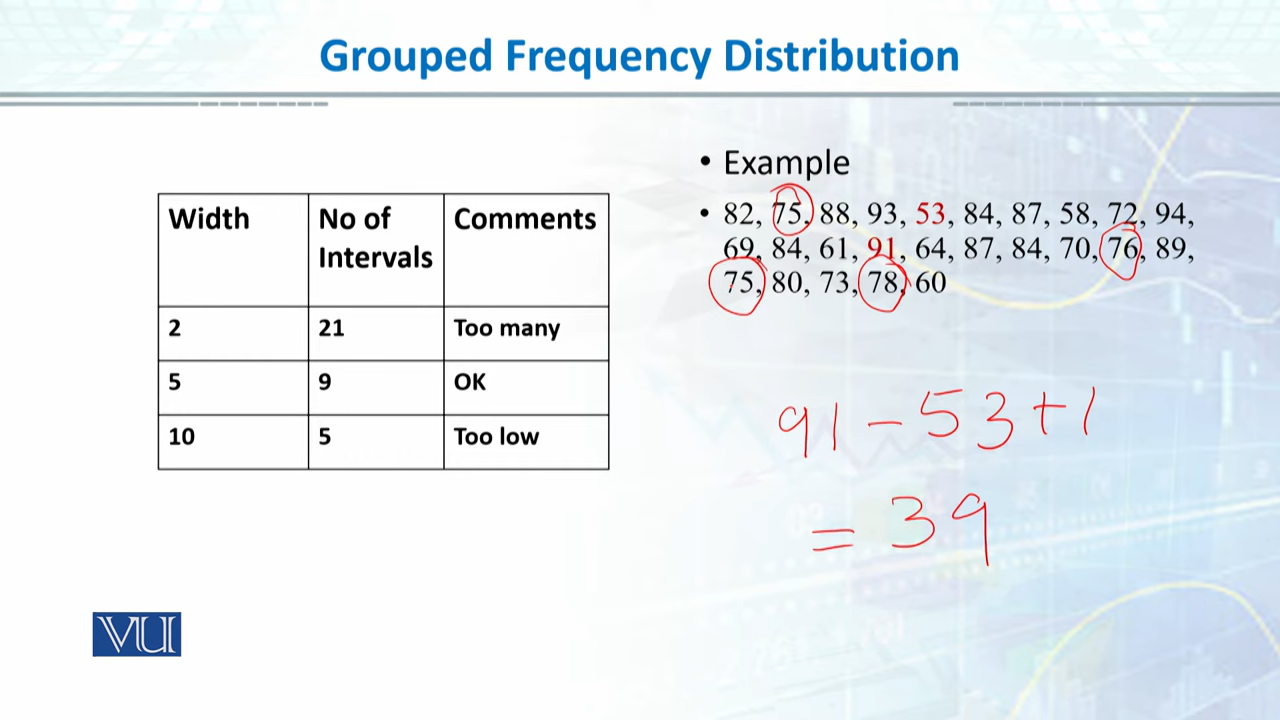 Grouped Frequency Distribution
Width
No of
Intervals
Comments
2
21
Too many
5
9
OK
10
5
Too low
• Example
• 82, 75, 88, 93, 53, 84, 87, 58, 72, 94,
69, 84, 61, 91, 64, 87, 84, 70, 76, 89,
75, 80, 73, 78, 60
91 - 53 + 1
= 39
VU